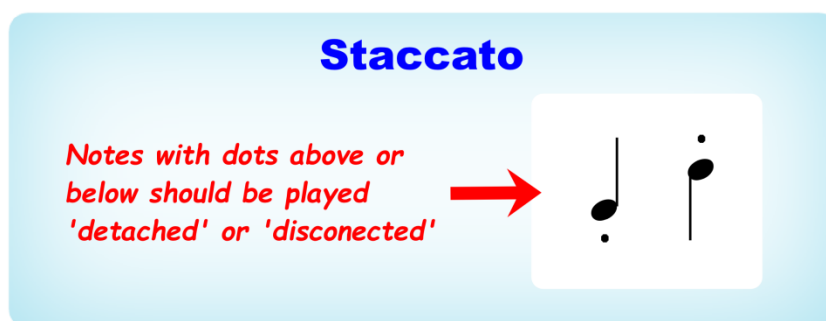 Staccato
Notes with dots above or
below should be played
'detached' or 'disconected'